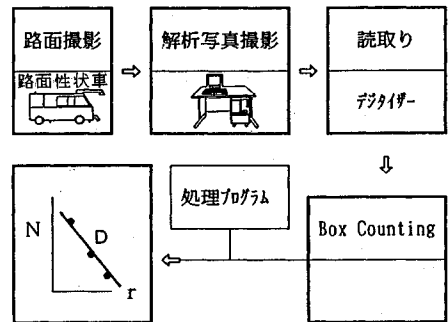 路面撮影
路面性状車
解析写真撮影
読取り
デジタイザー
Box Counting
処理プログラム
N
D
r